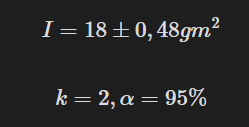 I = 18 ± 0,48gm²
k = 2, α = 95%